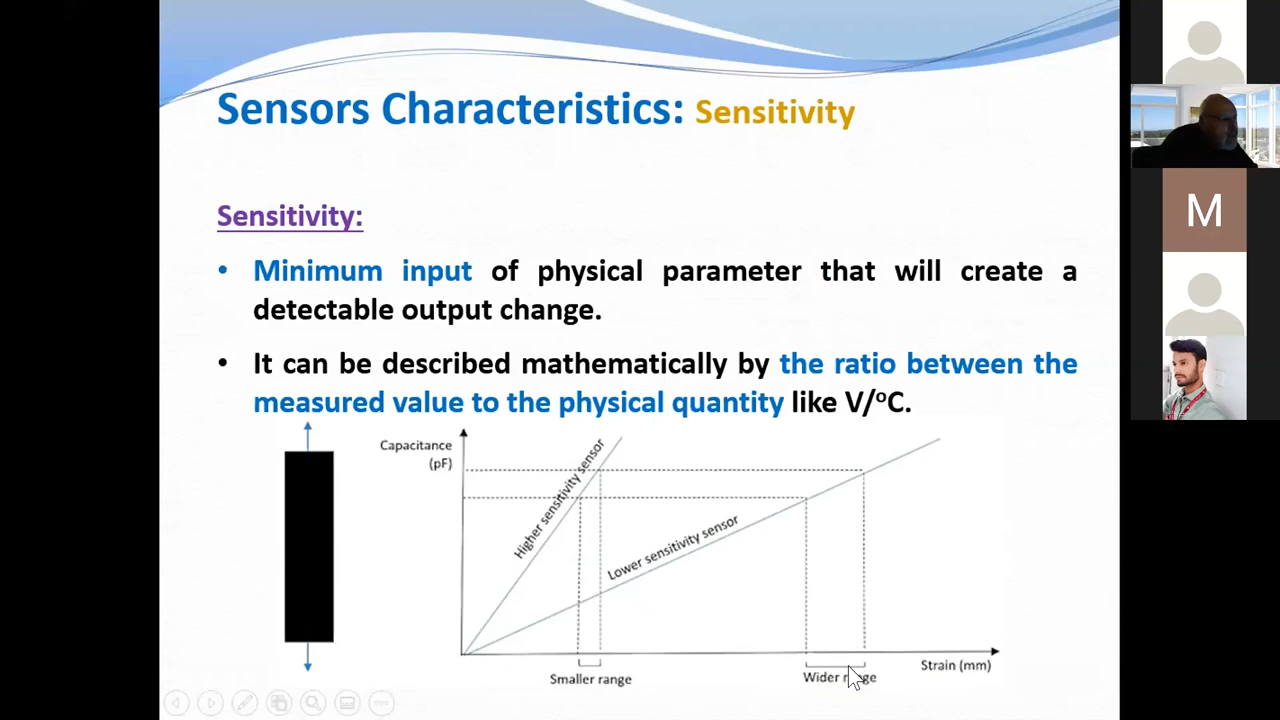 Sensors Characteristics: Sensitivity
Sensitivity:
• Minimum input of physical parameter that will create a
detectable output change.
• It can be described mathematically by the ratio between the
measured value to the physical quantity like V/°C.
Capacitance
(pF)
Higher sensitivity sensor
Lower sensitivity sensor
Smaller range
Wider range
Strain (mm)
M